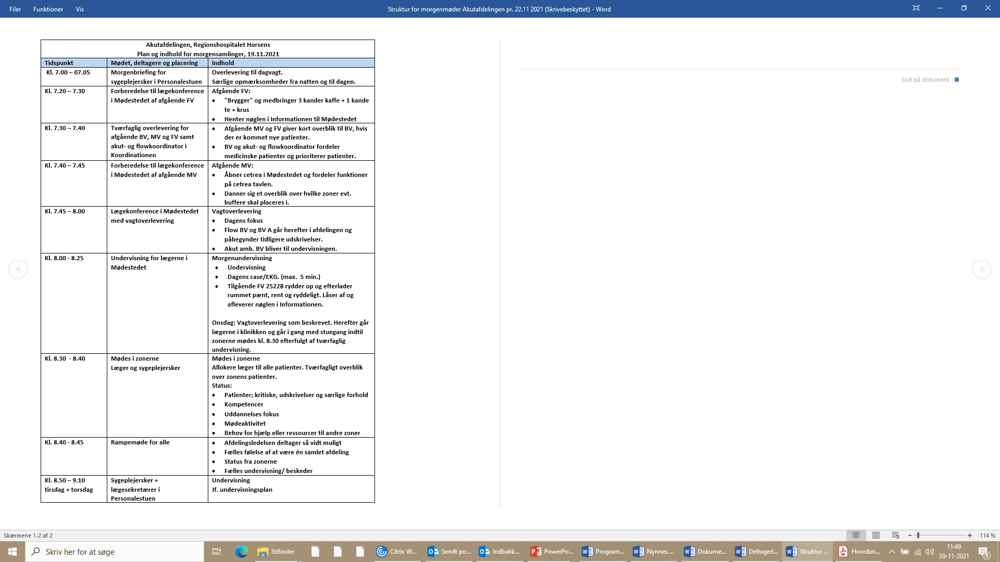 Filer Funktioner Vis
Struktur for morgenmøder Akutafdelingen pr. 22.11 2021 (Skrivebeskyttet) - Word
Akutafdelingen, Regionshospitalet Horsens
Plan og indhold for morgensamlinger, 19.11.2021
Tidspunkt
Mødet, deltagere og placering
Indhold
Kl. 7.00 – 07.05
Morgenbriefing for
sygeplejersker i Personalestuen
Overlevering til dagvagt.
Særlige opmærksomheder fra natten og til dagen.
Kl. 7.20 – 7.30
Forberedelse til lægekonference
i Mødestedet af afgående FV
Afgående FV:
• "Brygger" og medbringer 3 kander kaffe + 1 kande
te + krus
• Henter nøglen i Informationen til Mødestedet
Kl. 7.30 – 7.40
Tværfaglig overlevering for
afgående BV, MV og FV samt
akut- og flowkoordinator i
Koordinationen
• Afgående MV og FV giver kort overblik til BV, hvis
der er kommet nye patienter.
• BV og akut- og flowkoordinator fordeler
medicinske patienter og prioriterer patienter.
Kl. 7.40 – 7.45
Forberedelse til lægekonference
i Mødestedet af afgående MV
Afgående MV:
• Åbner cetrea i Mødestedet og fordeler funktioner
på cetrea tavlen.
• Danner sig et overblik over hvilke zoner evt.
buffere skal placeres i.
Kl. 7.45 – 8.00
Lægekonference i Mødestedet
med vagtoverlevering
Vagtoverlevering
• Dagens fokus
• Flow BV og BV A går herefter i afdelingen og
påbegynder tidligere udskrivelser.
• Akut amb. BV bliver til undervisningen.
Kl. 8.00 - 8.25
Undervisning for lægerne i
Mødestedet
Morgenundervisning
• Undervisning
• Dagens case/EKG. (max. 5 min.)
• Tilgående FV 25228 rydder op og efterlader
rummet pænt, rent og ryddeligt. Låser af og
afleverer nøglen i Informationen.
Onsdag: Vagtoverlevering som beskrevet. Herefter går
lægerne i klinikken og går i gang med stuegang indtil
zonerne mødes kl. 8.30 efterfulgt af tværfaglig
undervisning.
Kl. 8.30 - 8.40
Mødes i zonerne
Læger og sygeplejersker
Mødes i zonerne
Allokere læger til alle patienter. Tværfagligt overblik
over zonens patienter.
Status:
• Patienter; kritiske, udskrivelser og særlige forhold
• Kompetencer
• Uddannelses fokus
• Mødeaktivitet
• Behov for hjælp eller ressourcer til andre zoner
Kl. 8.40 - 8.45
Rampemøde for alle
• Afdelingsledelsen deltager så vidt muligt
• Fælles følelse af at være én samlet afdeling
• Status fra zonerne
• Fælles undervisning/ beskeder
Kl. 8.50 – 9.10
tirsdag + torsdag
Sygeplejersker +
lægesekretærer i
Personalestuen
Undervisning
Jf. undervisningsplan
Slut på dokument
Skærmene 1-2 af 2
114 %
Skriv her for at søge
Stifinder
Citrix W...
Sendt po...
Indbakk...
PowerPo...
Program...
Nynnes ...
Dokume...
Deltagerl...
Struktur ...
Hvordan...
11:49
20-11-2021
1